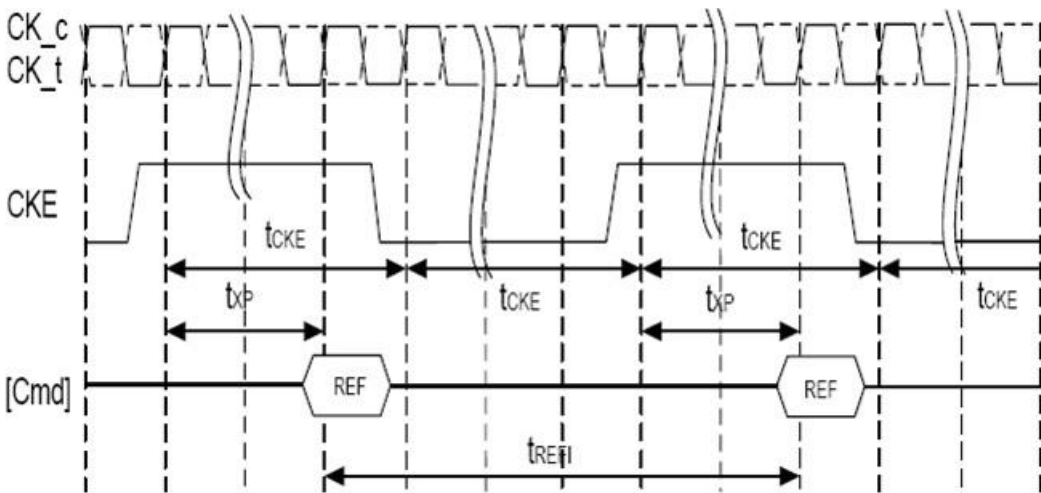 CK_c
CK_t
CKE
tCKE tCKE
tXP tCKE tXP tCKE
[Cmd] REF REF
tREFI